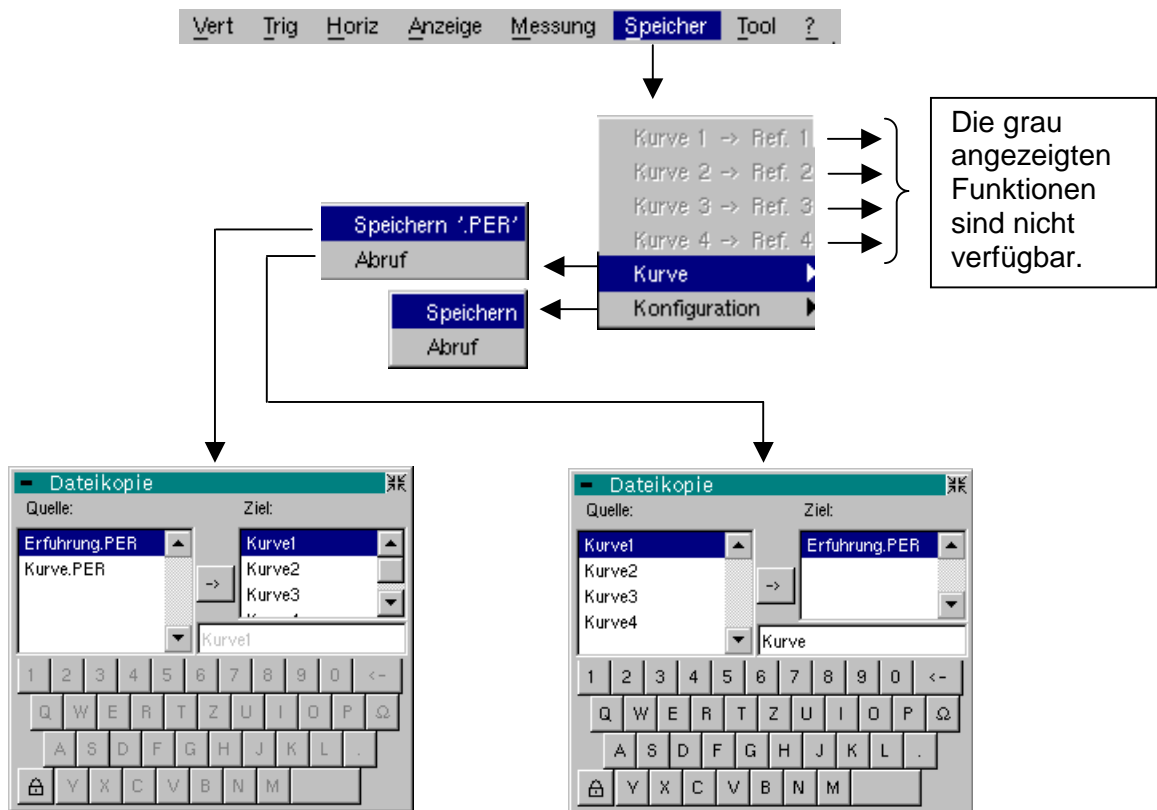 Vert Trig Horiz Anzeige Messung Speicher Tool ?
Kurve 1 -> Ref. 1
Kurve 2 -> Ref. 2
Kurve 3 -> Ref. 3
Kurve 4 -> Ref. 4
Kurve
Konfiguration
Die grau
angezeigten
Funktionen
sind nicht
verfügbar.
Speichern '.PER'
Abruf
Speichern
Abruf
Dateikopie
Quelle: Ziel:
Erfuhrung.PER
Kurve.PER
->
Kurve1
Kurve2
Kurve3
Kurve1
1 2 3 4 5 6 7 8 9 0 <-
Q W E R T Z U I O P Ω
A S D F G H J K L .
Y X C V B N M
Dateikopie
Quelle: Ziel:
Kurve1
Kurve2
Kurve3
Kurve4
->
Erfuhrung.PER
Kurve
1 2 3 4 5 6 7 8 9 0 <-
Q W E R T Z U I O P Ω
A S D F G H J K L .
Y X C V B N M